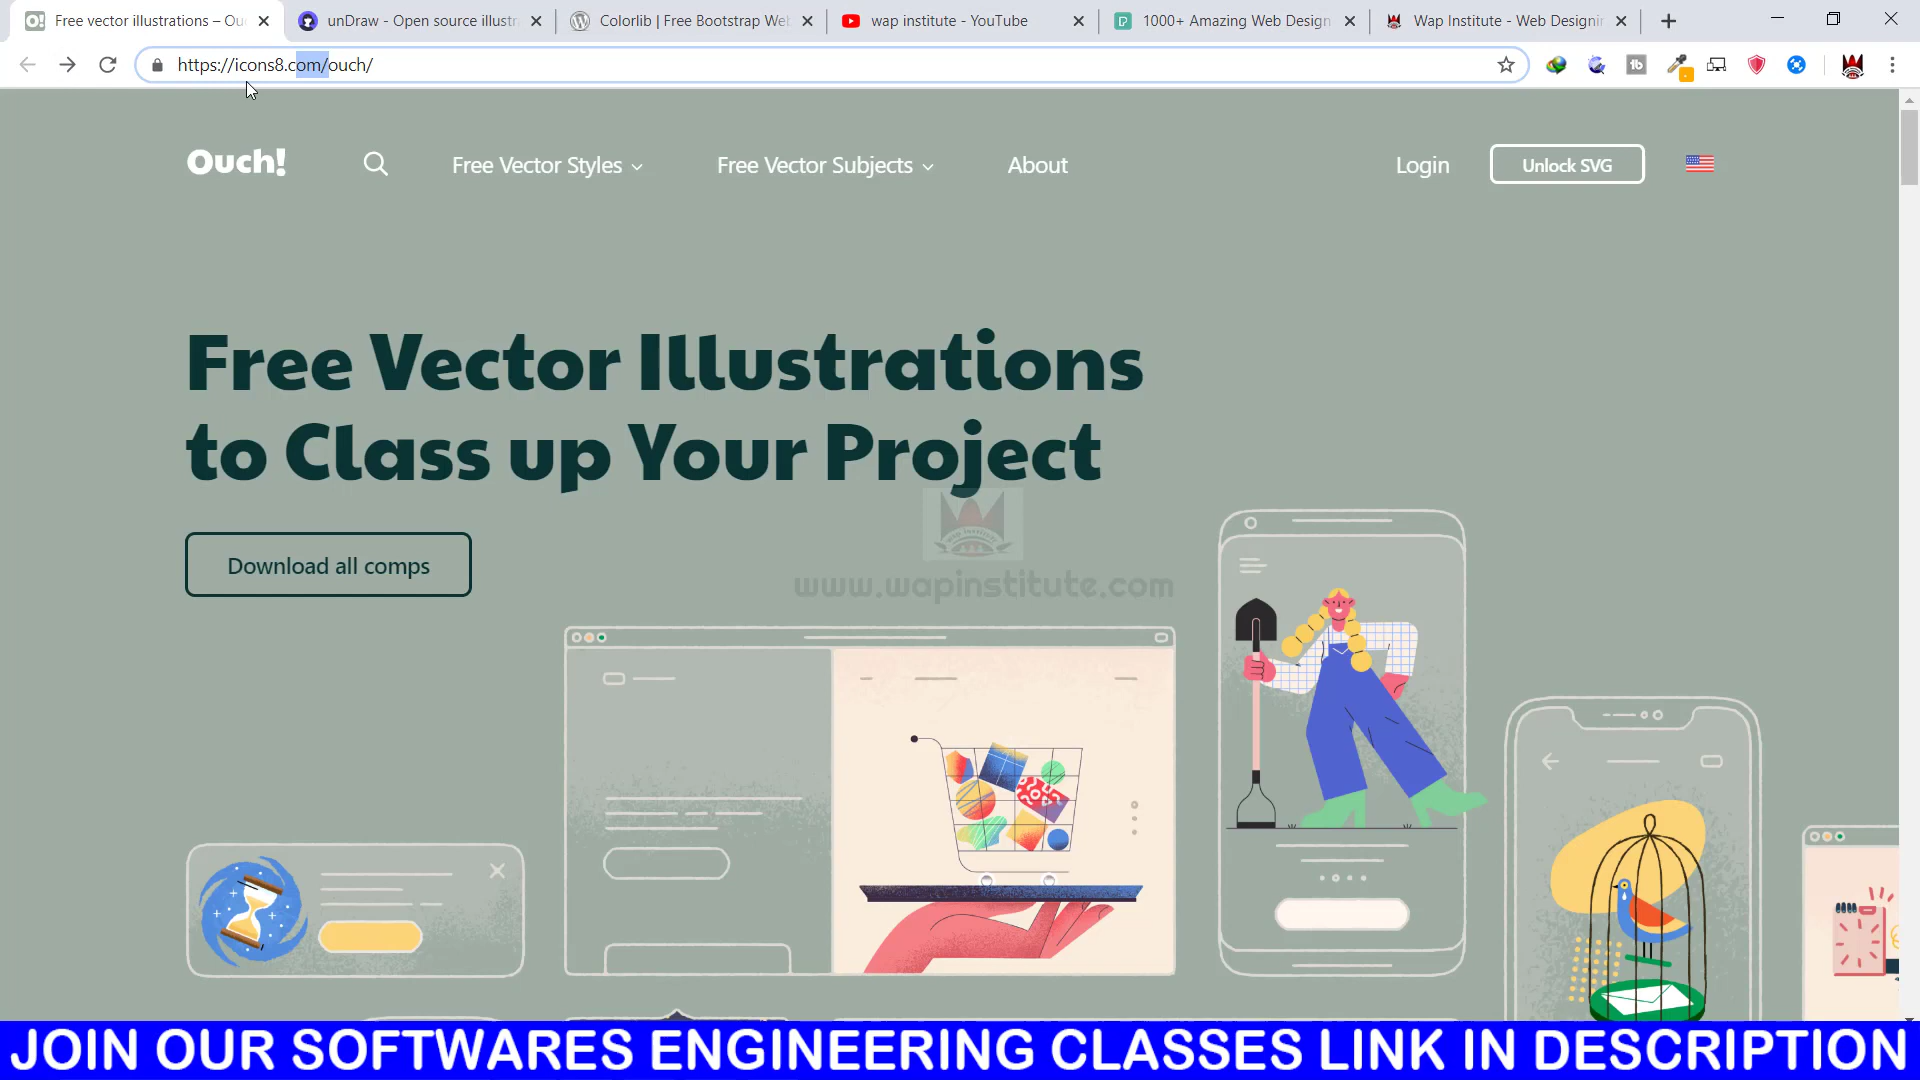 Free vector illustrations – Ou
unDraw - Open source illustr
Colorlib | Free Bootstrap Web
wap institute - YouTube
1000+ Amazing Web Design
Wap Institute - Web Designin
https://icons8.com/ouch/
Ouch!
Free Vector Styles
Free Vector Subjects
About
Login
Unlock SVG
Free Vector Illustrations
to Class up Your Project
Download all comps
www.wapinstitute.com
JOIN OUR SOFTWARES ENGINEERING CLASSES LINK IN DESCRIPTION